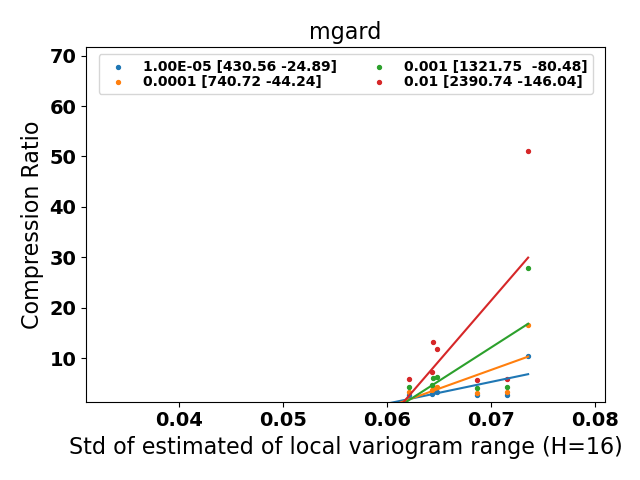 mgard
1.00E-05 [430.56 -24.89]
0.0001 [740.72 -44.24]
0.001 [1321.75  -80.48]
0.01 [2390.74 -146.04]
Compression Ratio
70
60
50
40
30
20
10
0.04 0.05 0.06 0.07 0.08
Std of estimated of local variogram range (H=16)